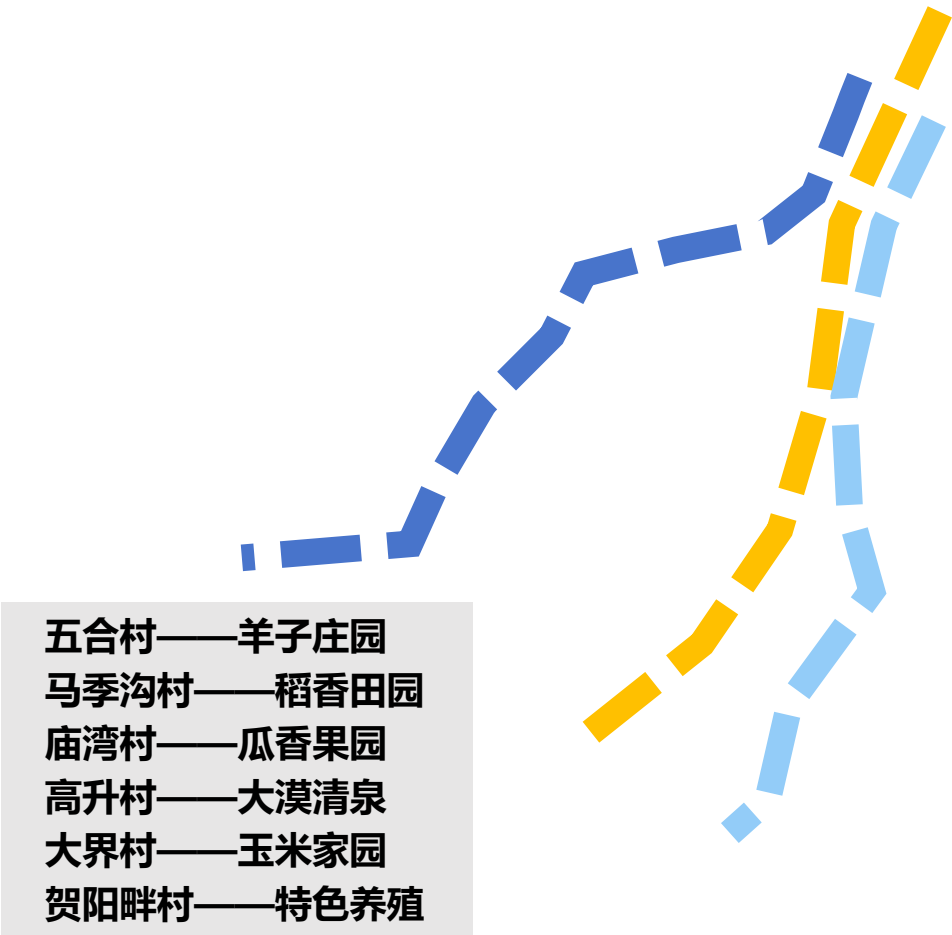 五合村——羊子庄园
马季沟村——稻香田园
庙湾村——瓜香果园
高升村——大漠清泉
大界村——玉米家园
贺阳畔村——特色养殖